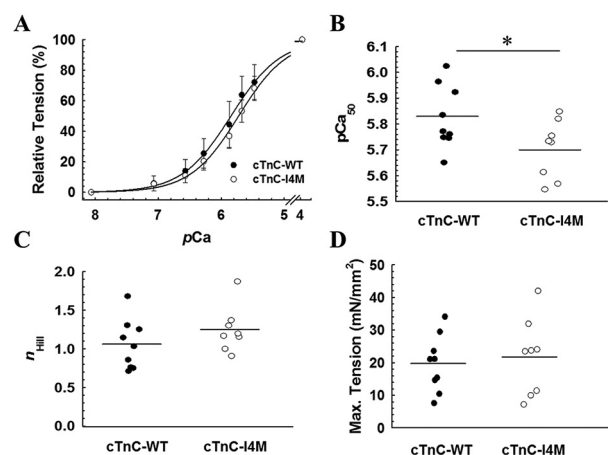 A
Relative Tension (%)
100
80
60
40
20
0
cTnC-WT
cTnC-I4M
8
7
6
5
4
pCa
B
pCa50
6.1
6.0
5.9
5.8
5.7
5.6
5.5
*
cTnC-WT
cTnC-I4M
C
nHill
2.0
1.5
1.0
0.5
0.0
cTnC-WT
cTnC-I4M
D
Max. Tension (mN/mm²)
50
40
30
20
10
0
cTnC-WT
cTnC-I4M